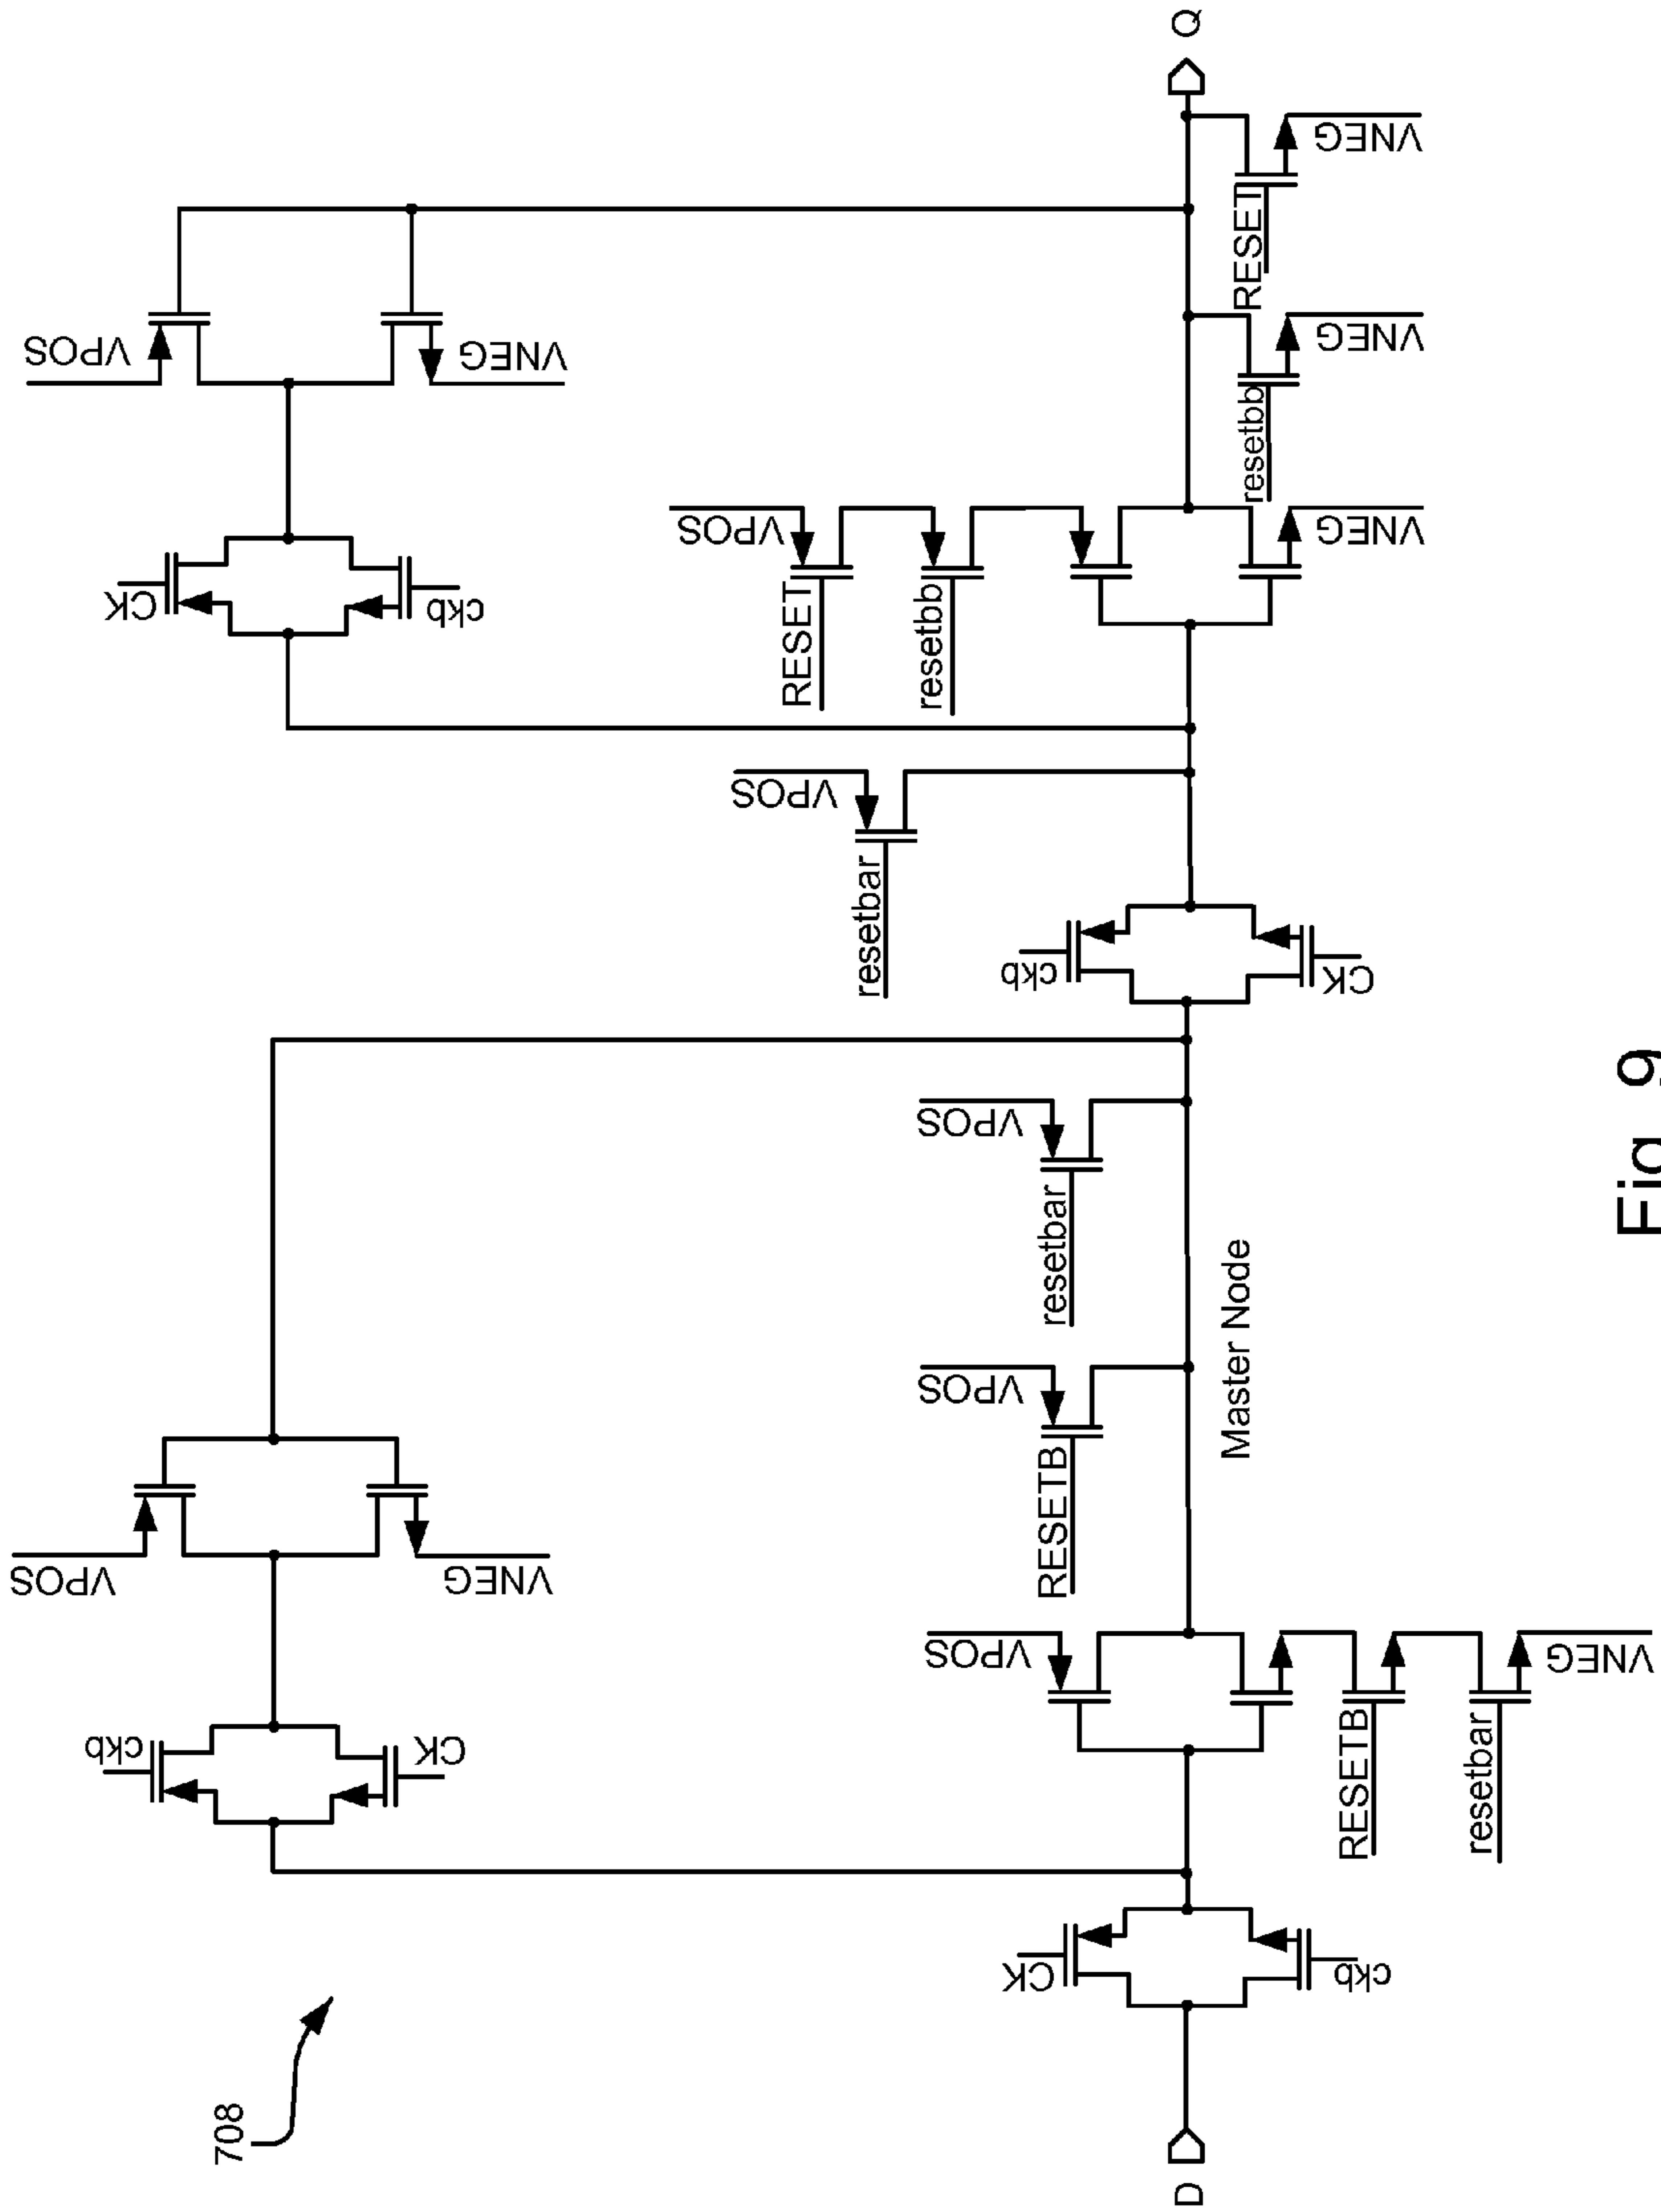 708
VPOS
VNEG
ckb
CK
VPOS
VNEG
CK
ckb
D
CK
ckb
VPOS
RESETB
resetbar
VNEG
VPOS
RESETB
Master Node
VPOS
resetbar
ckb
CK
VPOS
resetbar
VPOS
RESET
resetbb
VNEG
resetbb
VNEG
RESET
VNEG
Q
Fig. 9